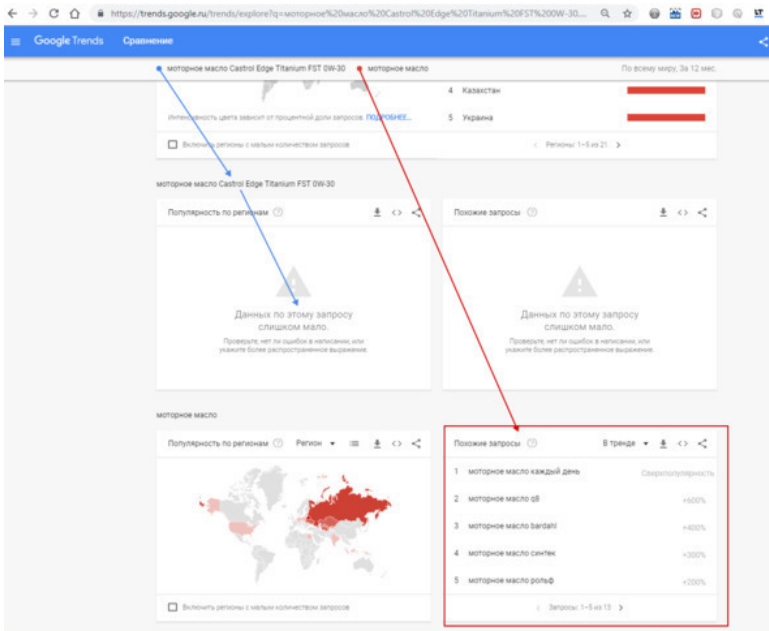 https://trends.google.ru/trends/explore?q=моторное%20масло%20Castrol%20Edge%20Titanium%20FST%200W-30...
Google Trends Сравнение
моторное масло Castrol Edge Titanium FST 0W-30 моторное масло По всему миру, За 12 мес.
4 Казахстан
Интенсивность цвета зависит от процентной доли запросов. ПОДРОБНЕЕ...
5 Украина
Включить регионы с малым количеством запросов
Регионы: 1–5 из 21
моторное масло Castrol Edge Titanium FST 0W-30
Популярность по регионам
Похожие запросы
Данных по этому запросу
слишком мало.
Проверьте, нет ли ошибок в написании, или
укажите более распространенное выражение.
Данных по этому запросу
слишком мало.
Проверьте, нет ли ошибок в написании, или
укажите более распространенное выражение.
моторное масло
Популярность по регионам Регион
Похожие запросы В тренде
1 моторное масло каждый день Сверхпопулярность
2 моторное масло q8 +600%
3 моторное масло bardahl +400%
4 моторное масло синтек +300%
5 моторное масло рольф +200%
Включить регионы с малым количеством запросов
Запросы: 1–5 из 13